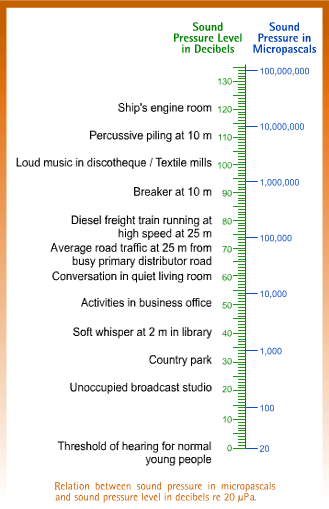 Sound
Pressure Level
in Decibels
Sound
Pressure in
Micropascals
130
100,000,000
Ship's engine room 120
10,000,000
Percussive piling at 10 m 110
Loud music in discotheque / Textile mills 100
1,000,000
Breaker at 10 m 90
Diesel freight train running at
high speed at 25 m
80
100,000
Average road traffic at 25 m from
busy primary distributor road
70
Conversation in quiet living room 60
10,000
Activities in business office 50
Soft whisper at 2 m in library 40
1,000
Country park 30
Unoccupied broadcast studio 20
100
10
Threshold of hearing for normal
young people
0
20
Relation between sound pressure in micropascals
and sound pressure level in decibels re 20 µPa.